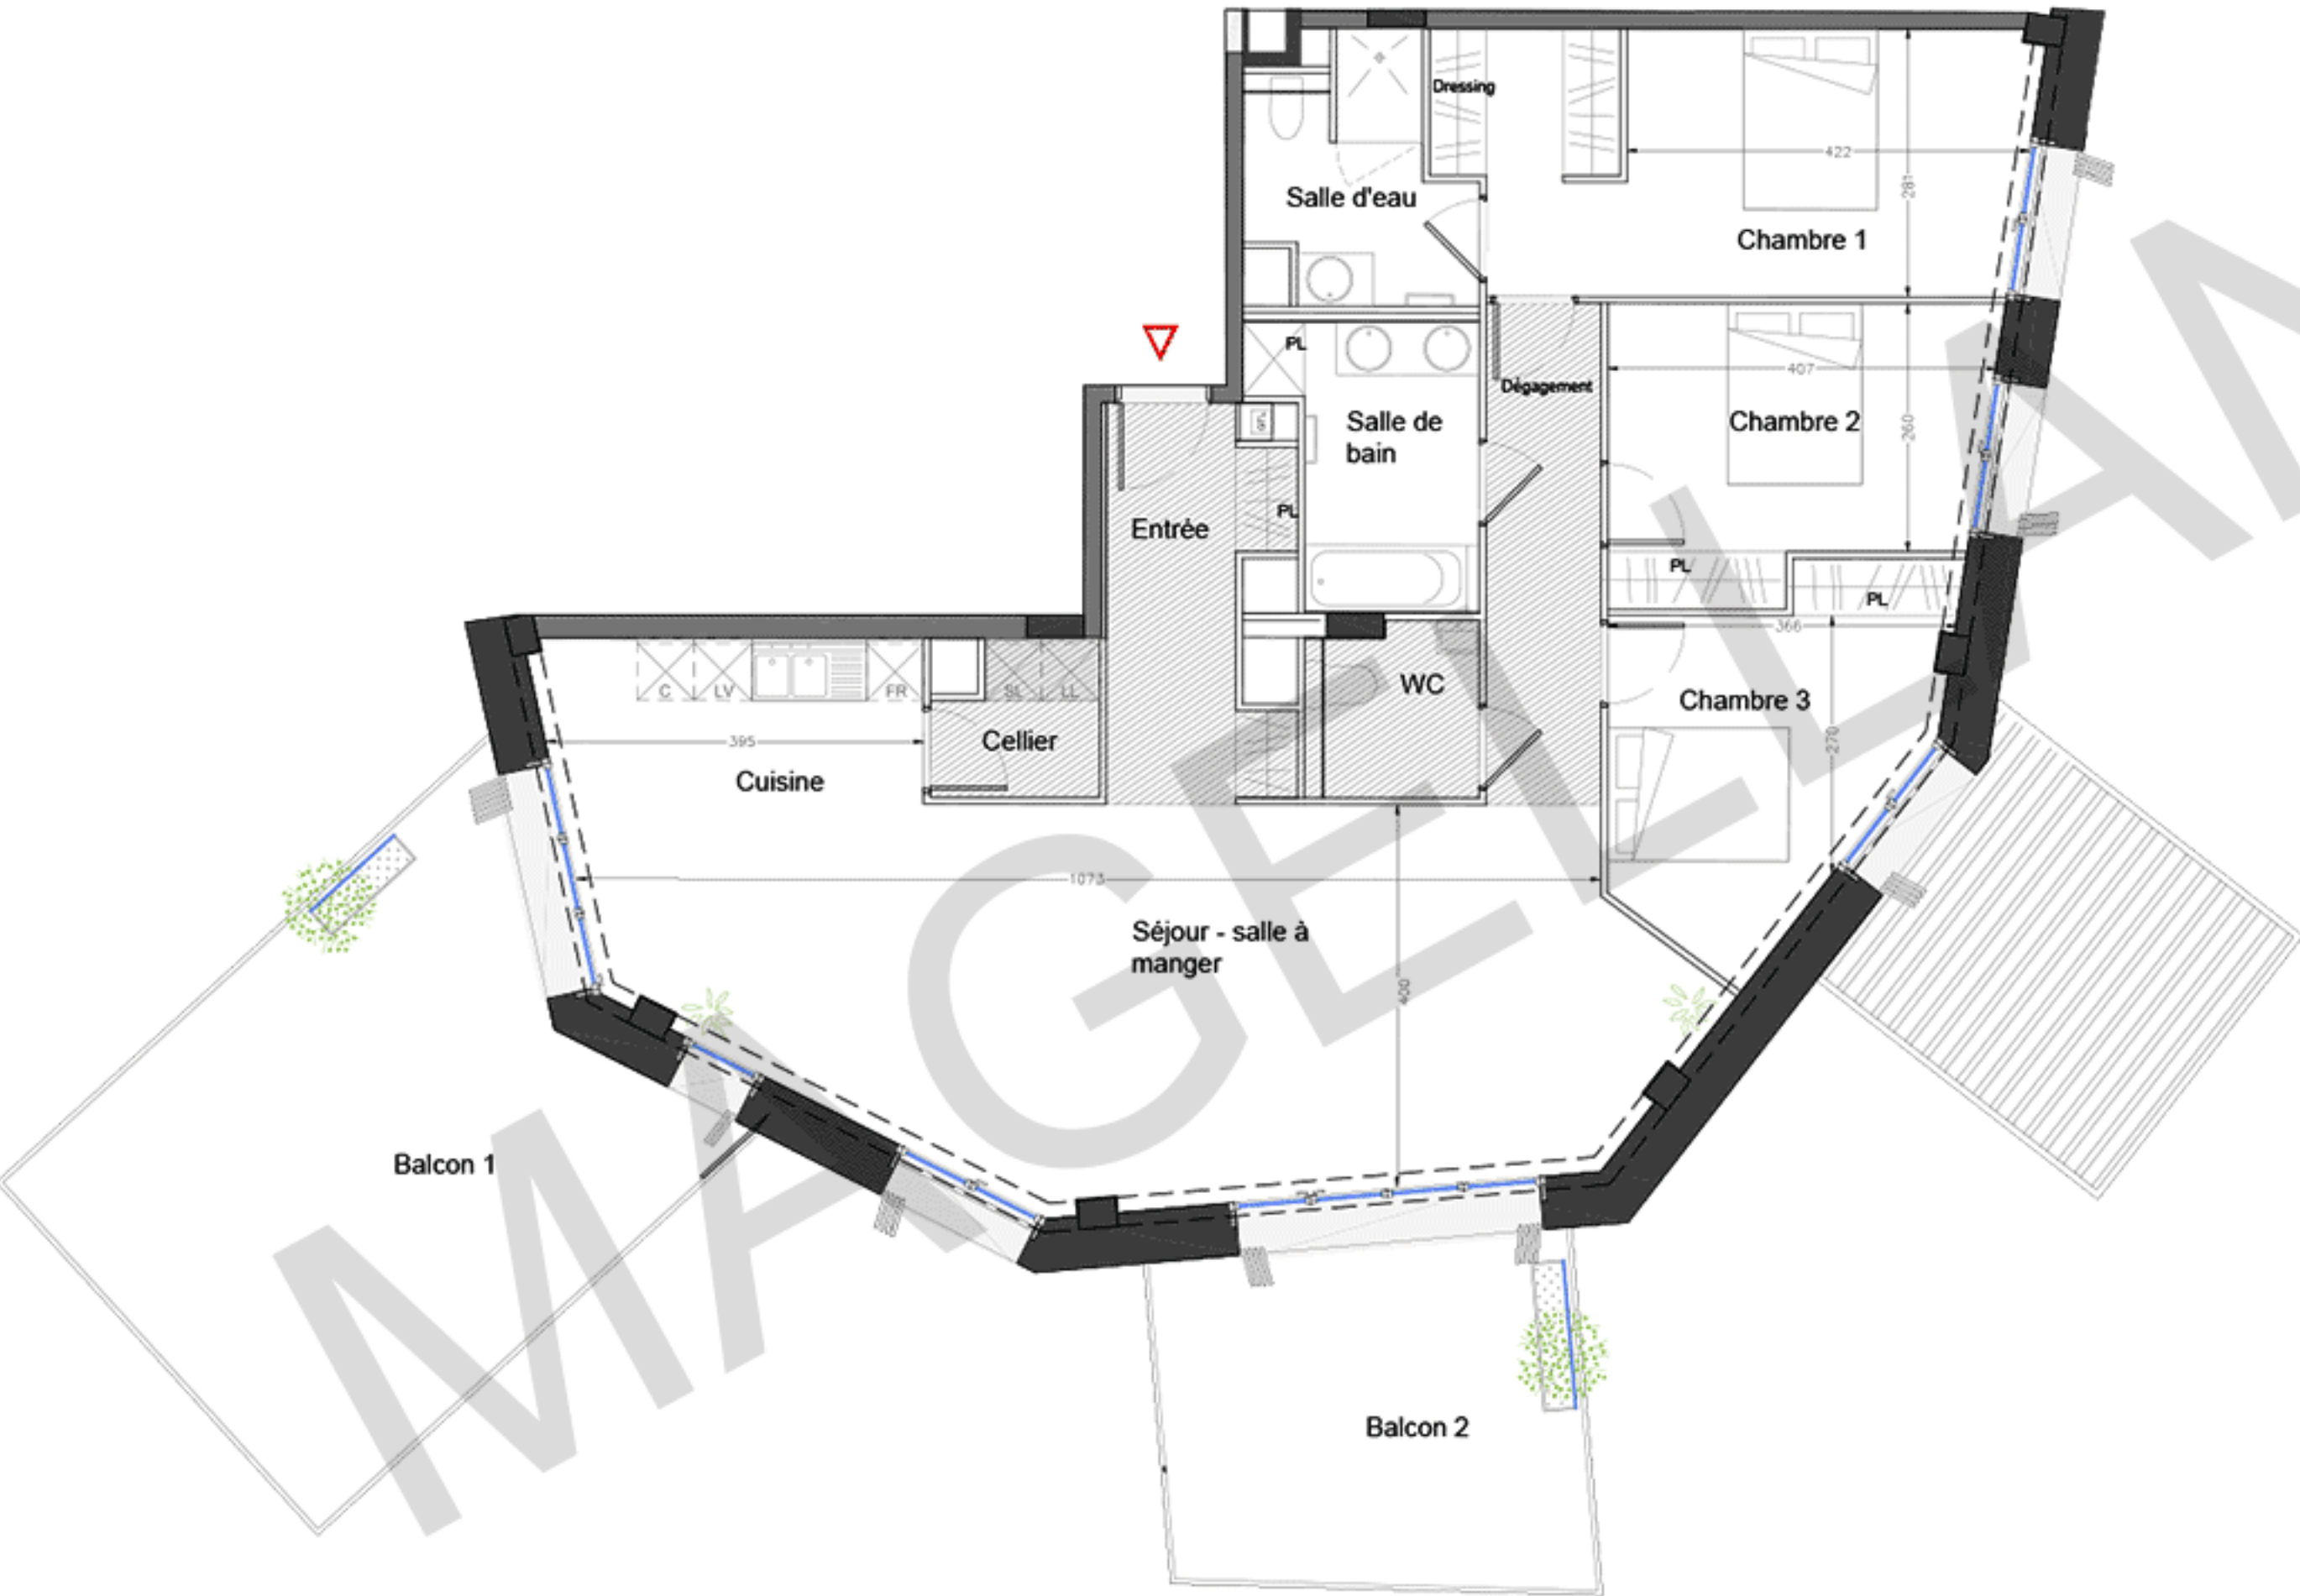 Dressing
422
281
Salle d'eau
Chambre 1
PL
407
Dégagement
Salle de
bain
Chambre 2
260
PL
Entrée
PL
PL
366
C
LV
FR
SL
LL
WC
Chambre 3
270
395
Cellier
Cuisine
1073
Séjour - salle à
manger
400
Balcon 1
Balcon 2
MAGELLAN